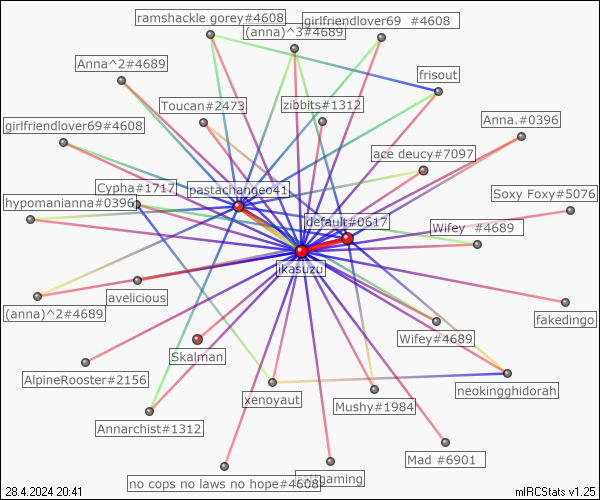 ramshackle gorey#4608
girlfriendlover69 #4608
(anna)^3#4689
Anna^2#4689
frisout
Toucan#2473
zibbits#1312
girlfriendlover69#4608
Anna.#0396
ace deucy#7097
Cypha#1717
pastachangeo41
Soxy Foxy#5076
hypomanianna#0396
default#0617
Wifey #4689
ikasuzu
avelicious
(anna)^2#4689
fakedingo
Wifey#4689
Skalman
AlpineRooster#2156
neokingghidorah
xenoyaut
Mushy#1984
Annarchist#1312
Mad #6901
no cops no laws no hope#4608
28.4.2024 20:41
mIRCStats v1.25